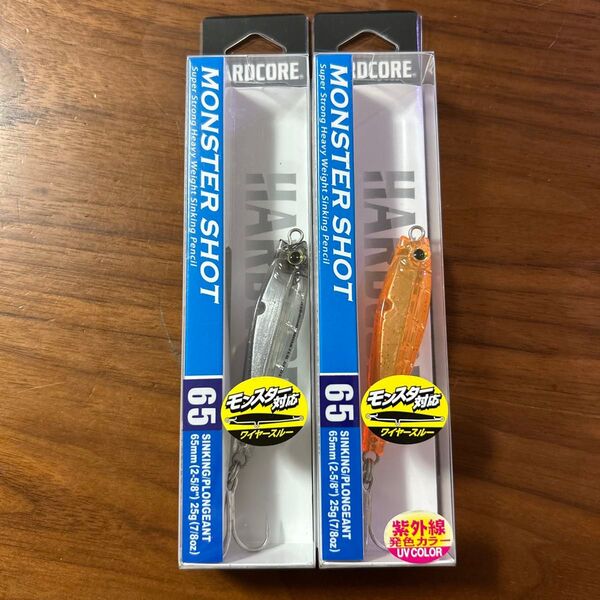 ARDCORE®
MONSTER SHOT
Super Strong Heavy Weight Sinking Pencil
65
SINKING/PLONGEANT
65mm(2-5/8") 25g(7/8oz)
モンスター対応
ワイヤースルー
RDCORE®
MONSTER SHOT
Super Strong Heavy Weight Sinking Pencil
65
SINKING/PLONGEANT
65mm(2-5/8") 25g(7/8oz)
モンスター対応
ワイヤースルー
紫外線
発色カラー
UV COLOR